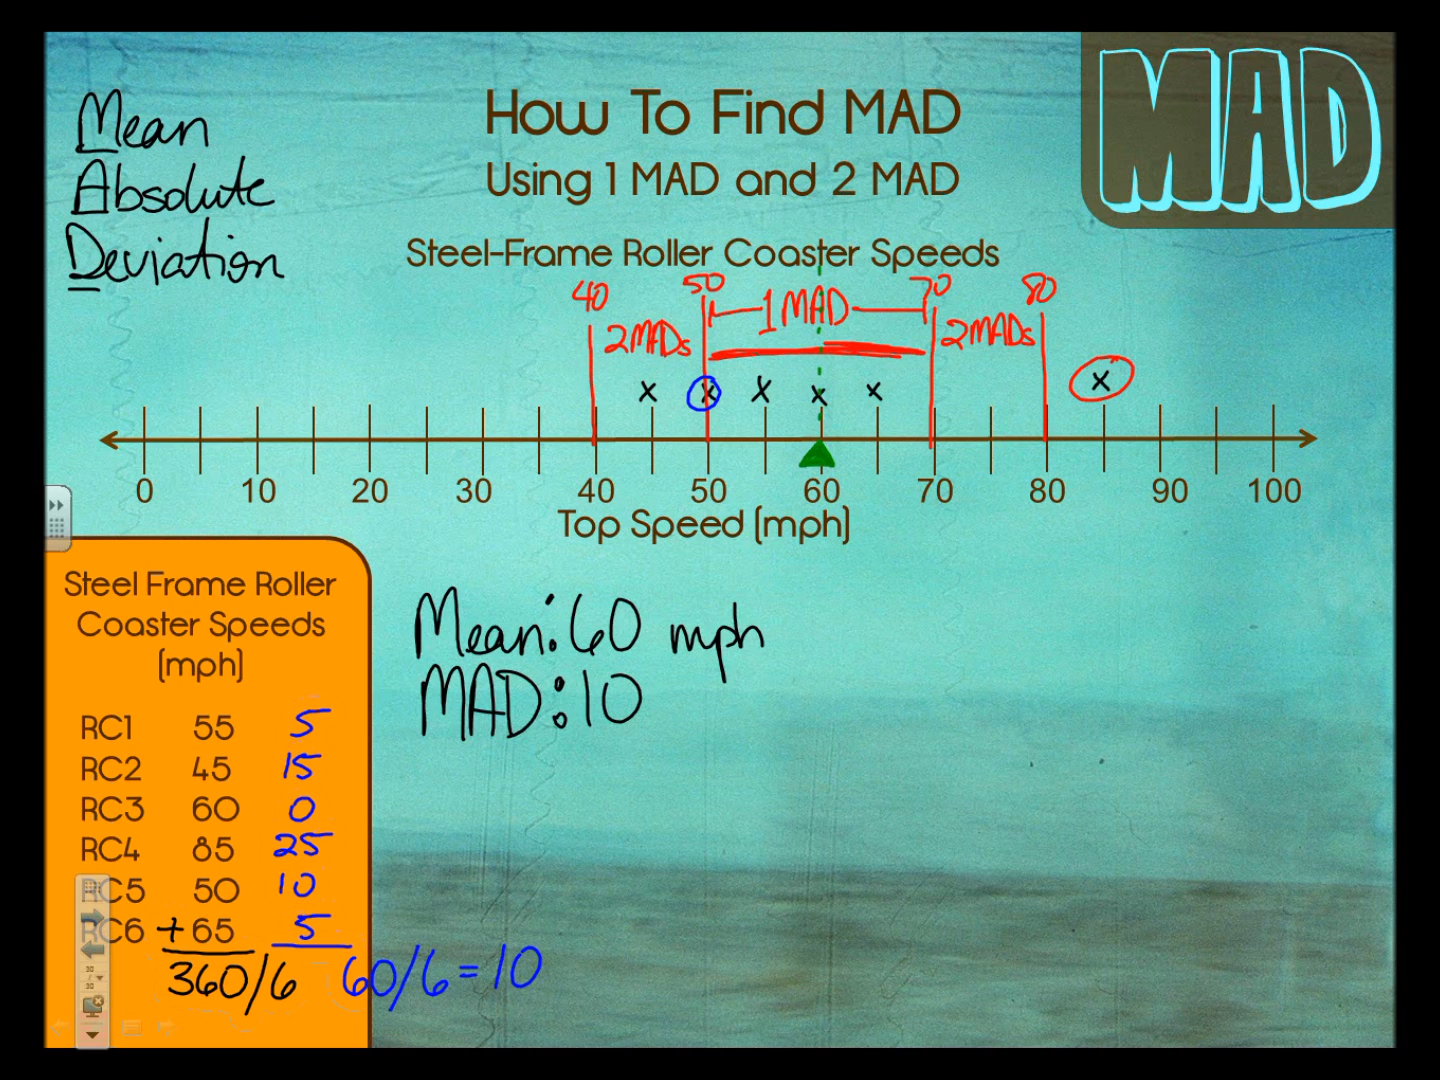 MAD
Mean
Absolute
Deviation
How To Find MAD
Using 1 MAD and 2 MAD
Steel-Frame Roller Coaster Speeds
40 50 70 80
2MADs 1 MAD 2MADs
x x x x x x
0 10 20 30 40 50 60 70 80 90 100
Top Speed (mph)
Steel Frame Roller
Coaster Speeds
(mph)
RC1 55 5
RC2 45 15
RC3 60 0
RC4 85 25
RC5 50 10
RC6 +65 5
360/6 60/6=10
Mean: 60 mph
MAD: 10
30
/
30